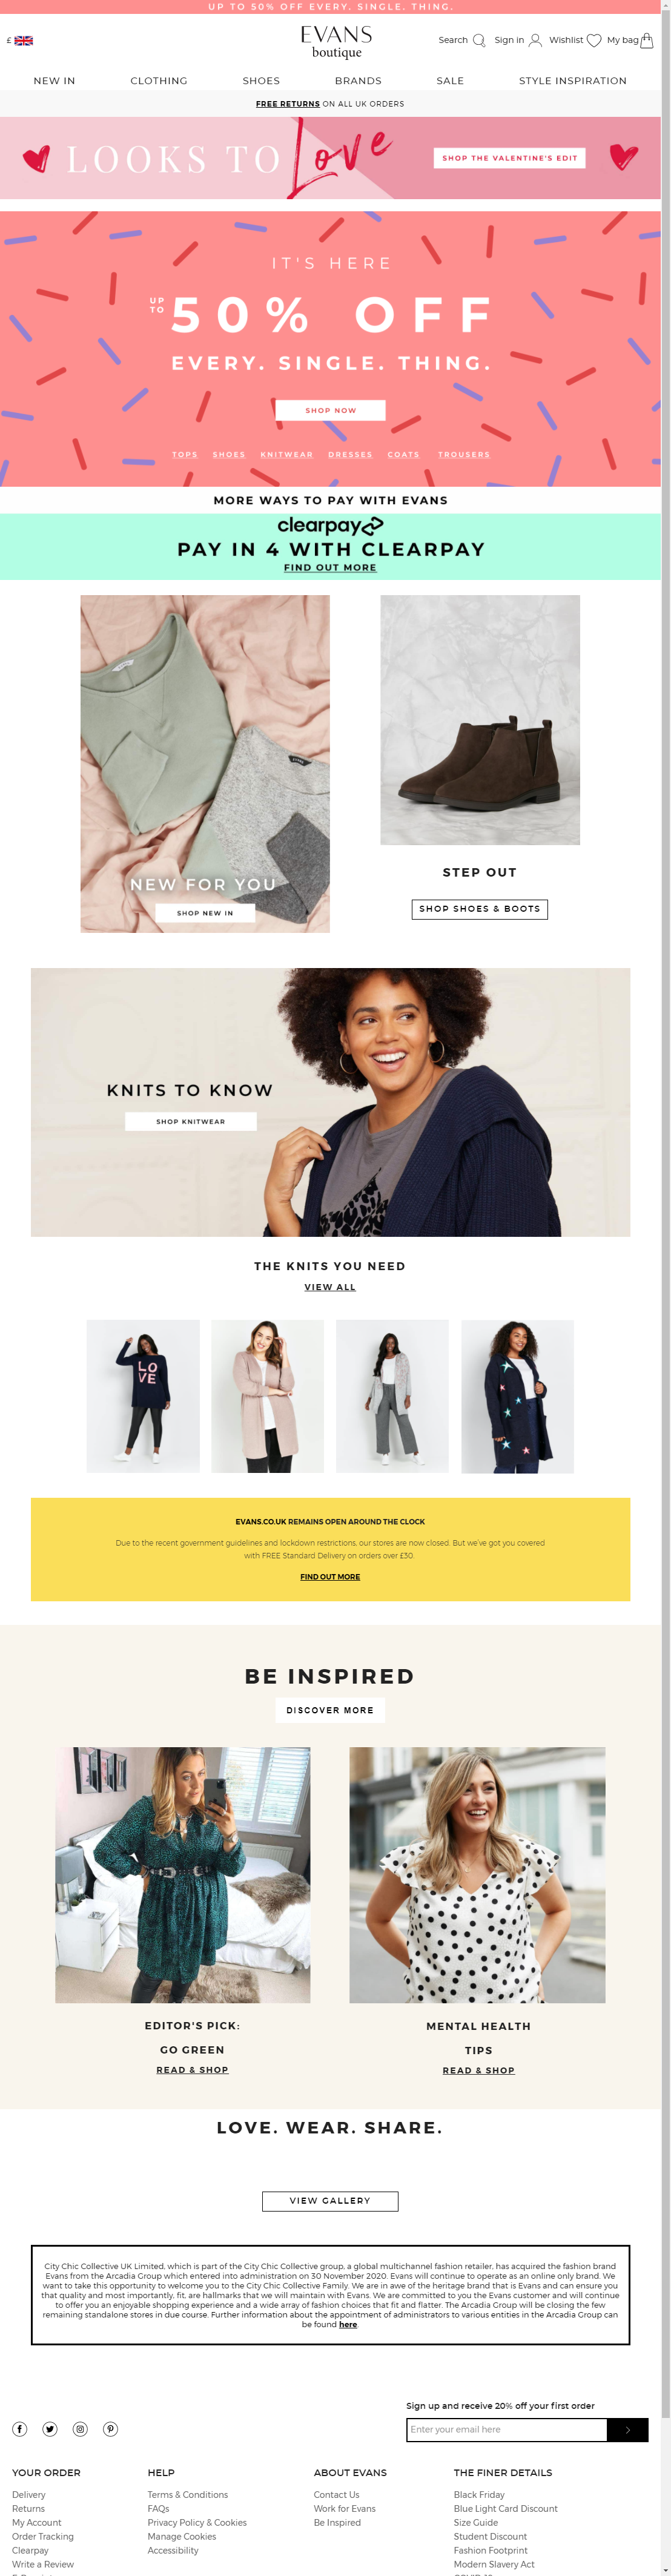 UP TO 50% OFF EVERY. SINGLE. THING.
£
EVANS
boutique
Search
Sign in
Wishlist
My bag
NEW IN
CLOTHING
SHOES
BRANDS
SALE
STYLE INSPIRATION
FREE RETURNS ON ALL UK ORDERS
LOOKS TO Love
SHOP THE VALENTINE'S EDIT
IT'S HERE
UP TO
50% OFF
EVERY. SINGLE. THING.
SHOP NOW
TOPS SHOES KNITWEAR DRESSES COATS TROUSERS
MORE WAYS TO PAY WITH EVANS
clearpay
PAY IN 4 WITH CLEARPAY
FIND OUT MORE
NEW FOR YOU
SHOP NEW IN
STEP OUT
SHOP SHOES & BOOTS
KNITS TO KNOW
SHOP KNITWEAR
THE KNITS YOU NEED
VIEW ALL
LO
VE
EVANS.CO.UK REMAINS OPEN AROUND THE CLOCK
Due to the recent government guidelines and lockdown restrictions, our stores are now closed. But we've got you covered
with FREE Standard Delivery on orders over £30.
FIND OUT MORE
BE INSPIRED
DISCOVER MORE
EDITOR'S PICK:
GO GREEN
READ & SHOP
MENTAL HEALTH
TIPS
READ & SHOP
LOVE. WEAR. SHARE.
VIEW GALLERY
City Chic Collective UK Limited, which is part of the City Chic Collective group, a global multichannel fashion retailer, has acquired the fashion brand
Evans from the Arcadia Group which entered into administration on 30 November 2020. Evans will continue to operate as an online only brand. We
want to take this opportunity to welcome you to the City Chic Collective Family. We are in awe of the heritage brand that is Evans and can ensure you
that quality and most importantly, fit, are hallmarks that we will maintain with Evans. We are committed to you the Evans customer and will continue
to offer you an enjoyable shopping experience and a wide array of fashion choices that fit and flatter. The Arcadia Group will be closing the few
remaining standalone stores in due course. Further information about the appointment of administrators to various entities in the Arcadia Group can
be found here.
Sign up and receive 20% off your first order
Enter your email here
YOUR ORDER
Delivery
Returns
My Account
Order Tracking
Clearpay
Write a Review
HELP
Terms & Conditions
FAQs
Privacy Policy & Cookies
Manage Cookies
Accessibility
ABOUT EVANS
Contact Us
Work for Evans
Be Inspired
THE FINER DETAILS
Black Friday
Blue Light Card Discount
Size Guide
Student Discount
Fashion Footprint
Modern Slavery Act